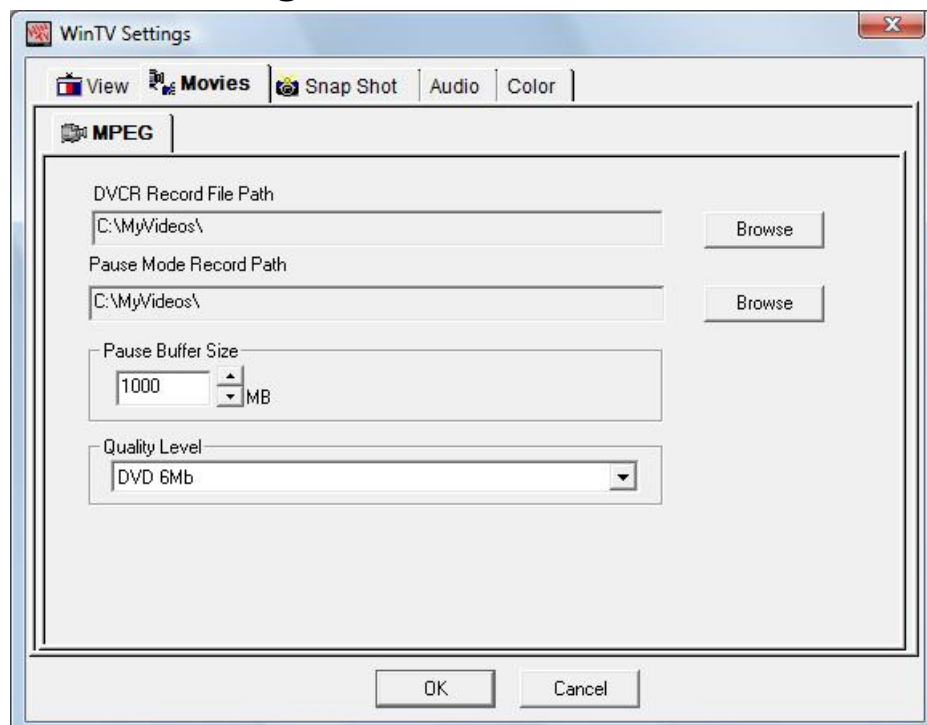 WinTV Settings
View Movies Snap Shot Audio Color
MPEG
DVCR Record File Path
C:\MyVideos\ Browse
Pause Mode Record Path
C:\MyVideos\ Browse
Pause Buffer Size
1000 MB
Quality Level
DVD 6Mb
OK Cancel